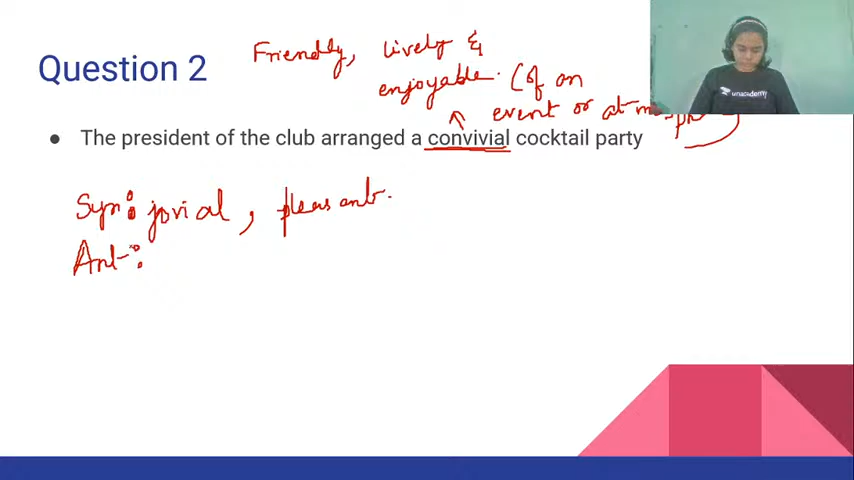 Question 2
Friendly, lively &
enjoyable. (of an
event or atmosph
unacademy
● The president of the club arranged a convivial cocktail party
Syn: jovial, pleasant.
Ant: